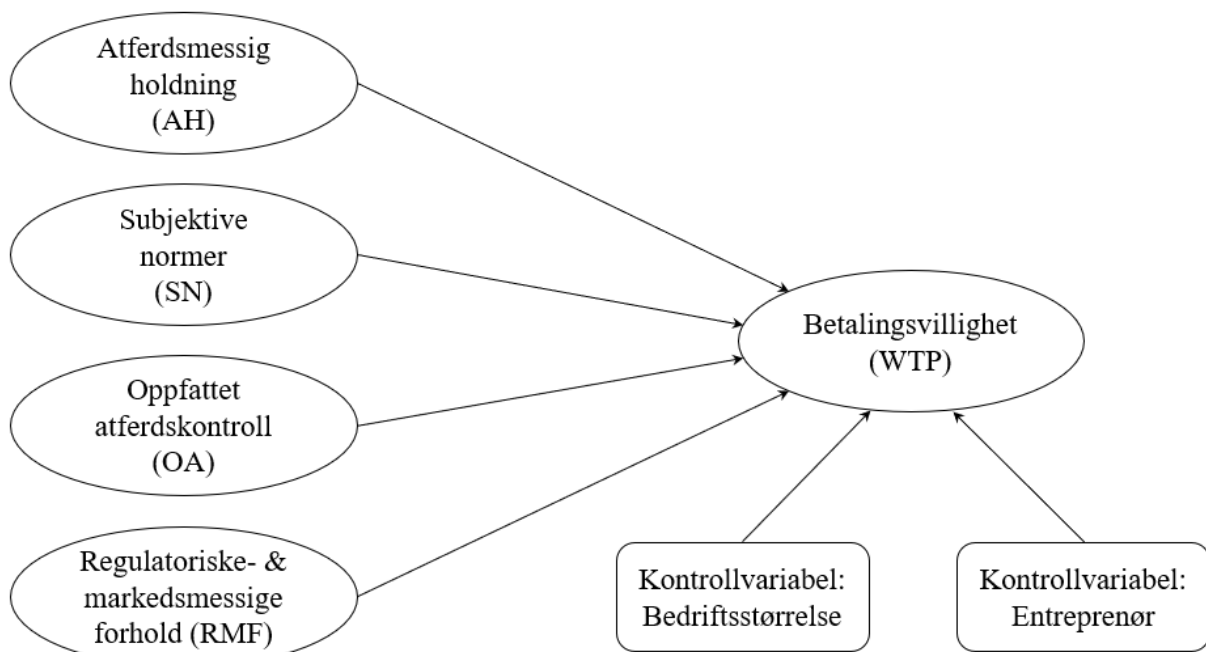 Atferdsmessig
holdning
(AH)
Subjektive
normer
(SN)
Oppfattet
atferdskontroll
(OA)
Regulatoriske- &
markedsmessige
forhold (RMF)
Betalingsvillighet
(WTP)
Kontrollvariabel:
Bedriftsstørrelse
Kontrollvariabel:
Entreprenør